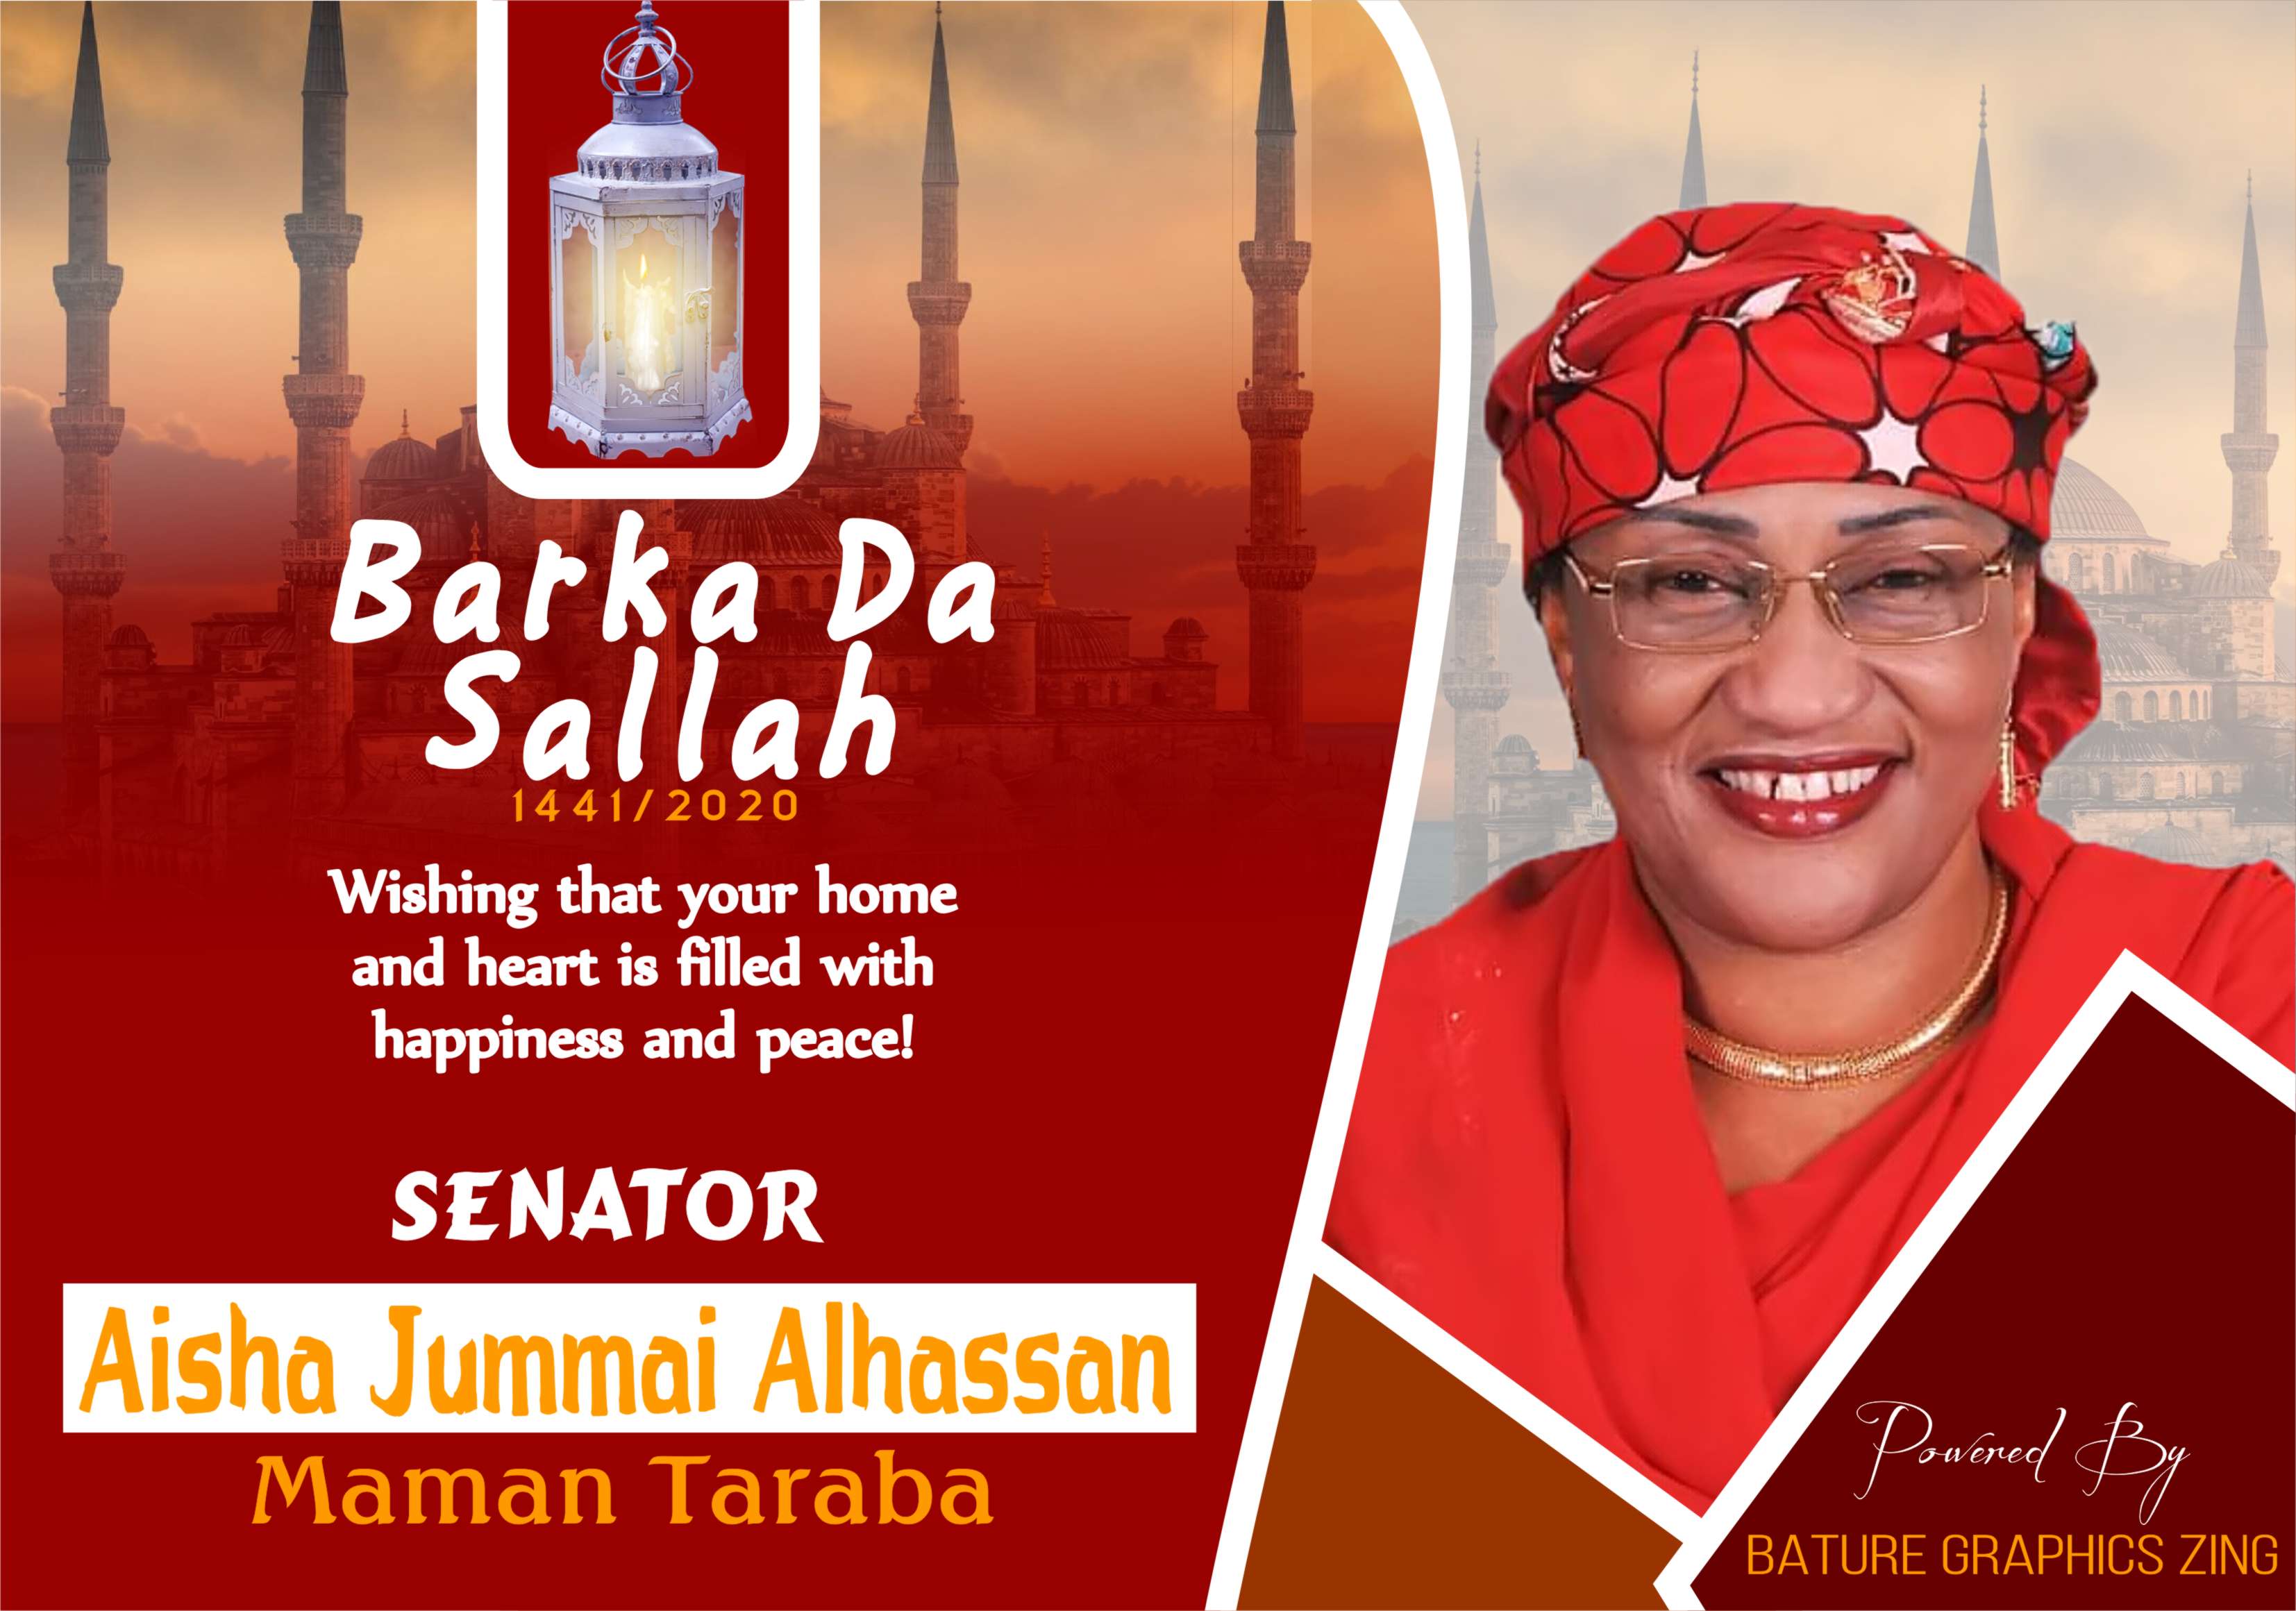 Barka Da
Sallah
1441/2020
Wishing that your home
and heart is filled with
happiness and peace!
SENATOR
Aisha Jummai Alhassan
Maman Taraba
Powered By
BATURE GRAPHICS ZING